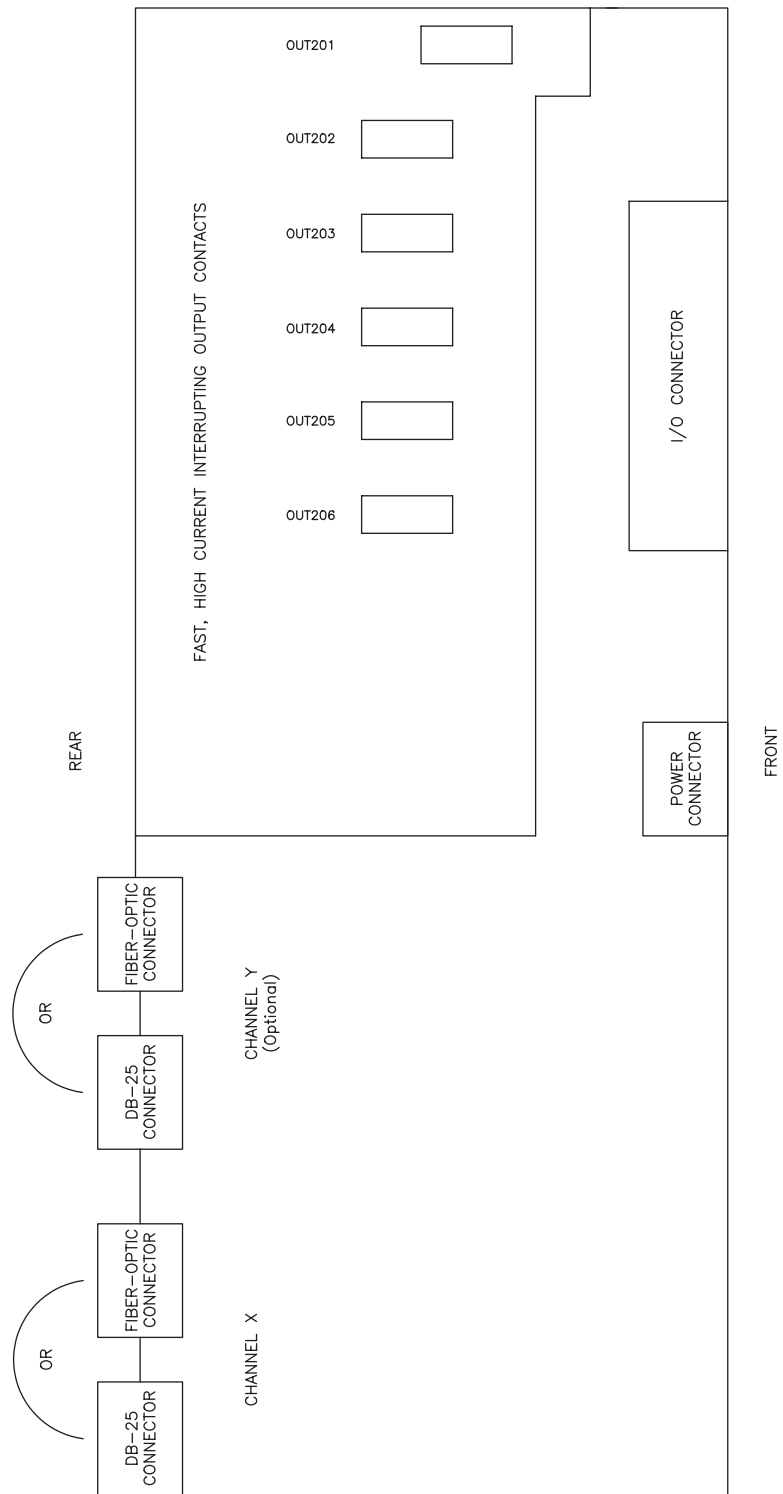 OUT201
OUT202
OUT203
OUT204
OUT205
OUT206
FAST, HIGH CURRENT INTERRUPTING OUTPUT CONTACTS
I/O CONNECTOR
REAR
POWER
CONNECTOR
FRONT
FIBER-OPTIC
CONNECTOR
OR
CHANNEL Y
(Optional)
DB-25
CONNECTOR
FIBER-OPTIC
CONNECTOR
OR
CHANNEL X
DB-25
CONNECTOR